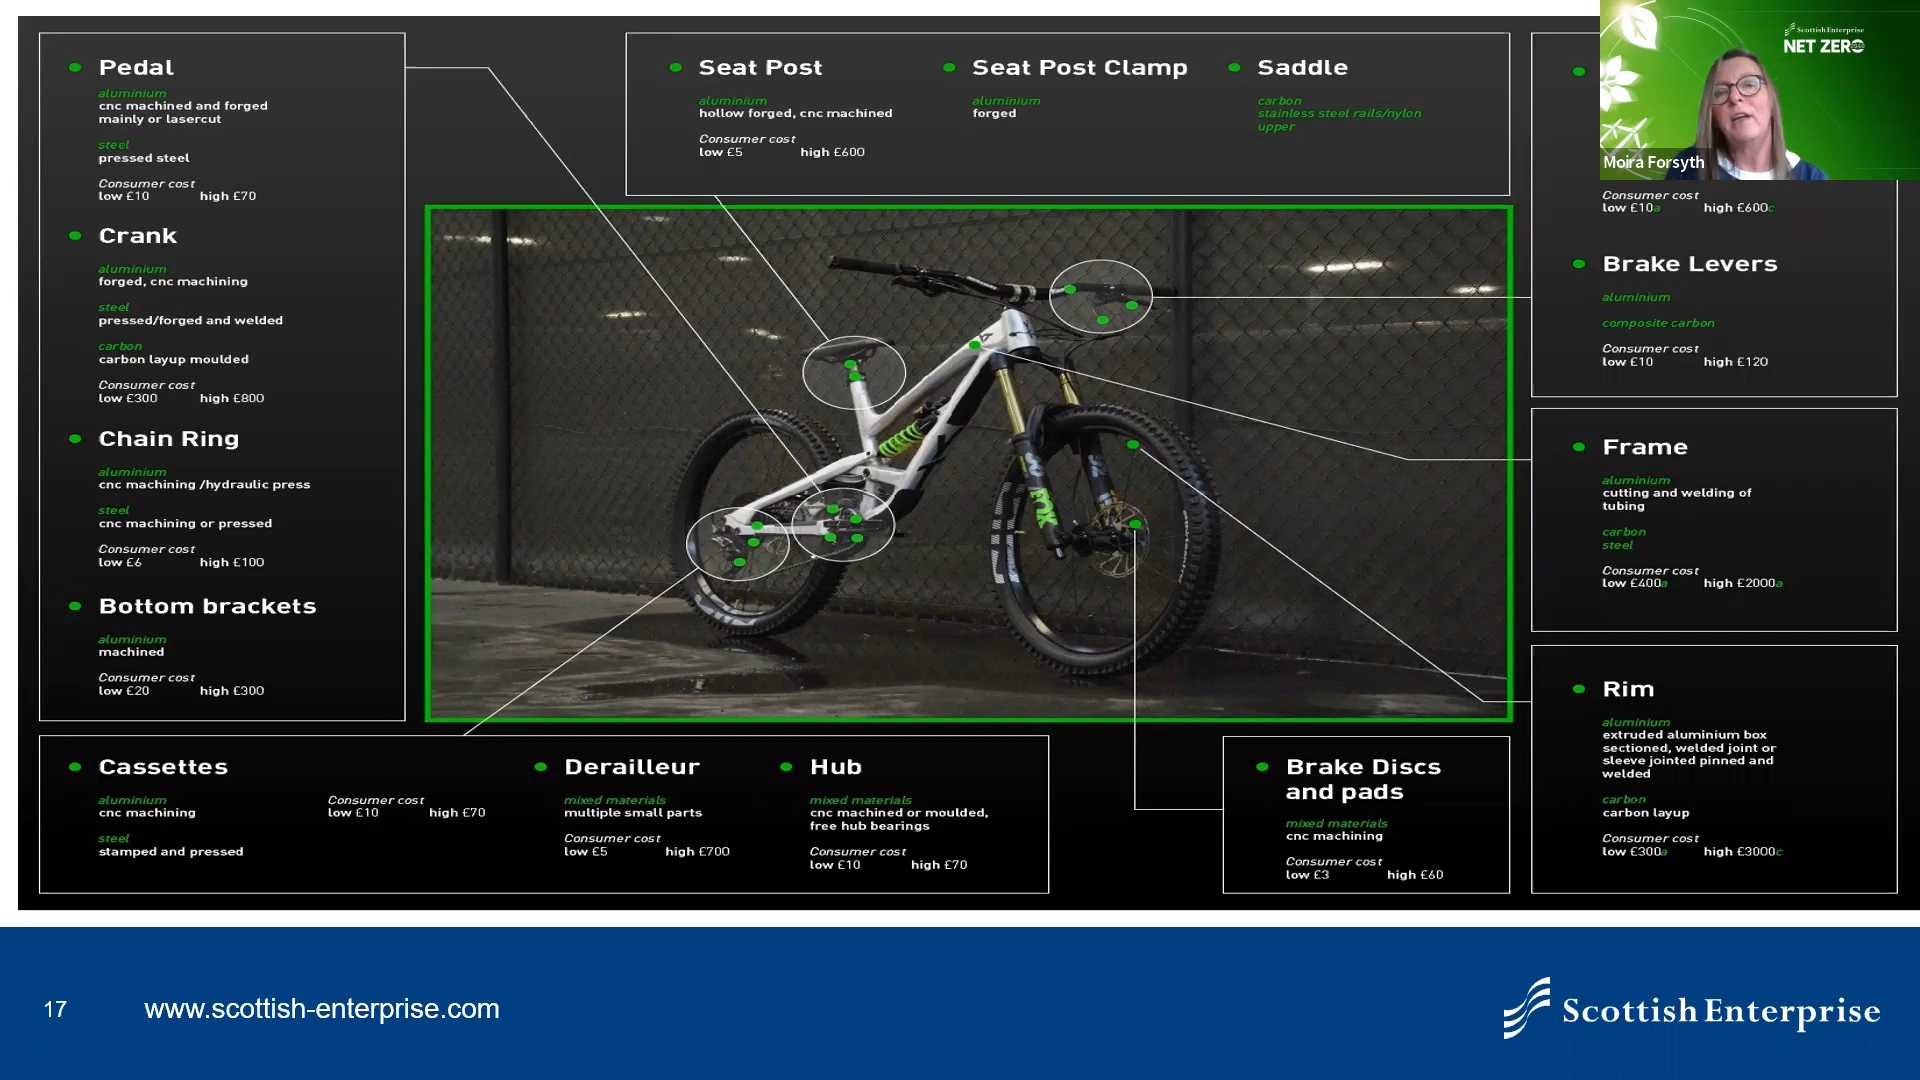 Pedal
aluminium
cnc machined and forged
mainly or lasercut
steel
pressed steel
Consumer cost
low £10 high £70
Crank
aluminium
forged, cnc machining
steel
pressed/forged and welded
carbon
carbon layup moulded
Consumer cost
low £300 high £800
Chain Ring
aluminium
cnc machining /hydraulic press
steel
cnc machining or pressed
Consumer cost
low £6 high £100
Bottom brackets
aluminium
machined
Consumer cost
low £20 high £300
Seat Post
aluminium
hollow forged, cnc machined
Consumer cost
low £5 high £600
Seat Post Clamp
aluminium
forged
Saddle
carbon
stainless steel rails/nylon
upper
Scottish Enterprise
NET ZERO
Moira Forsyth
Consumer cost
low £10a high £600c
Brake Levers
aluminium
composite carbon
Consumer cost
low £10 high £120
Frame
aluminium
cutting and welding of
tubing
carbon
steel
Consumer cost
low £400a high £2000a
Rim
aluminium
extruded aluminium box
sectioned, welded joint or
sleeve jointed pinned and
welded
carbon
carbon layup
Consumer cost
low £300a high £3000c
FOX
Cassettes
aluminium
cnc machining
steel
stamped and pressed
Consumer cost
low £10 high £70
Derailleur
mixed materials
multiple small parts
Consumer cost
low £5 high £700
Hub
mixed materials
cnc machined or moulded,
free hub bearings
Consumer cost
low £10 high £70
Brake Discs
and pads
mixed materials
cnc machining
Consumer cost
low £3 high £60
17
www.scottish-enterprise.com
Scottish Enterprise